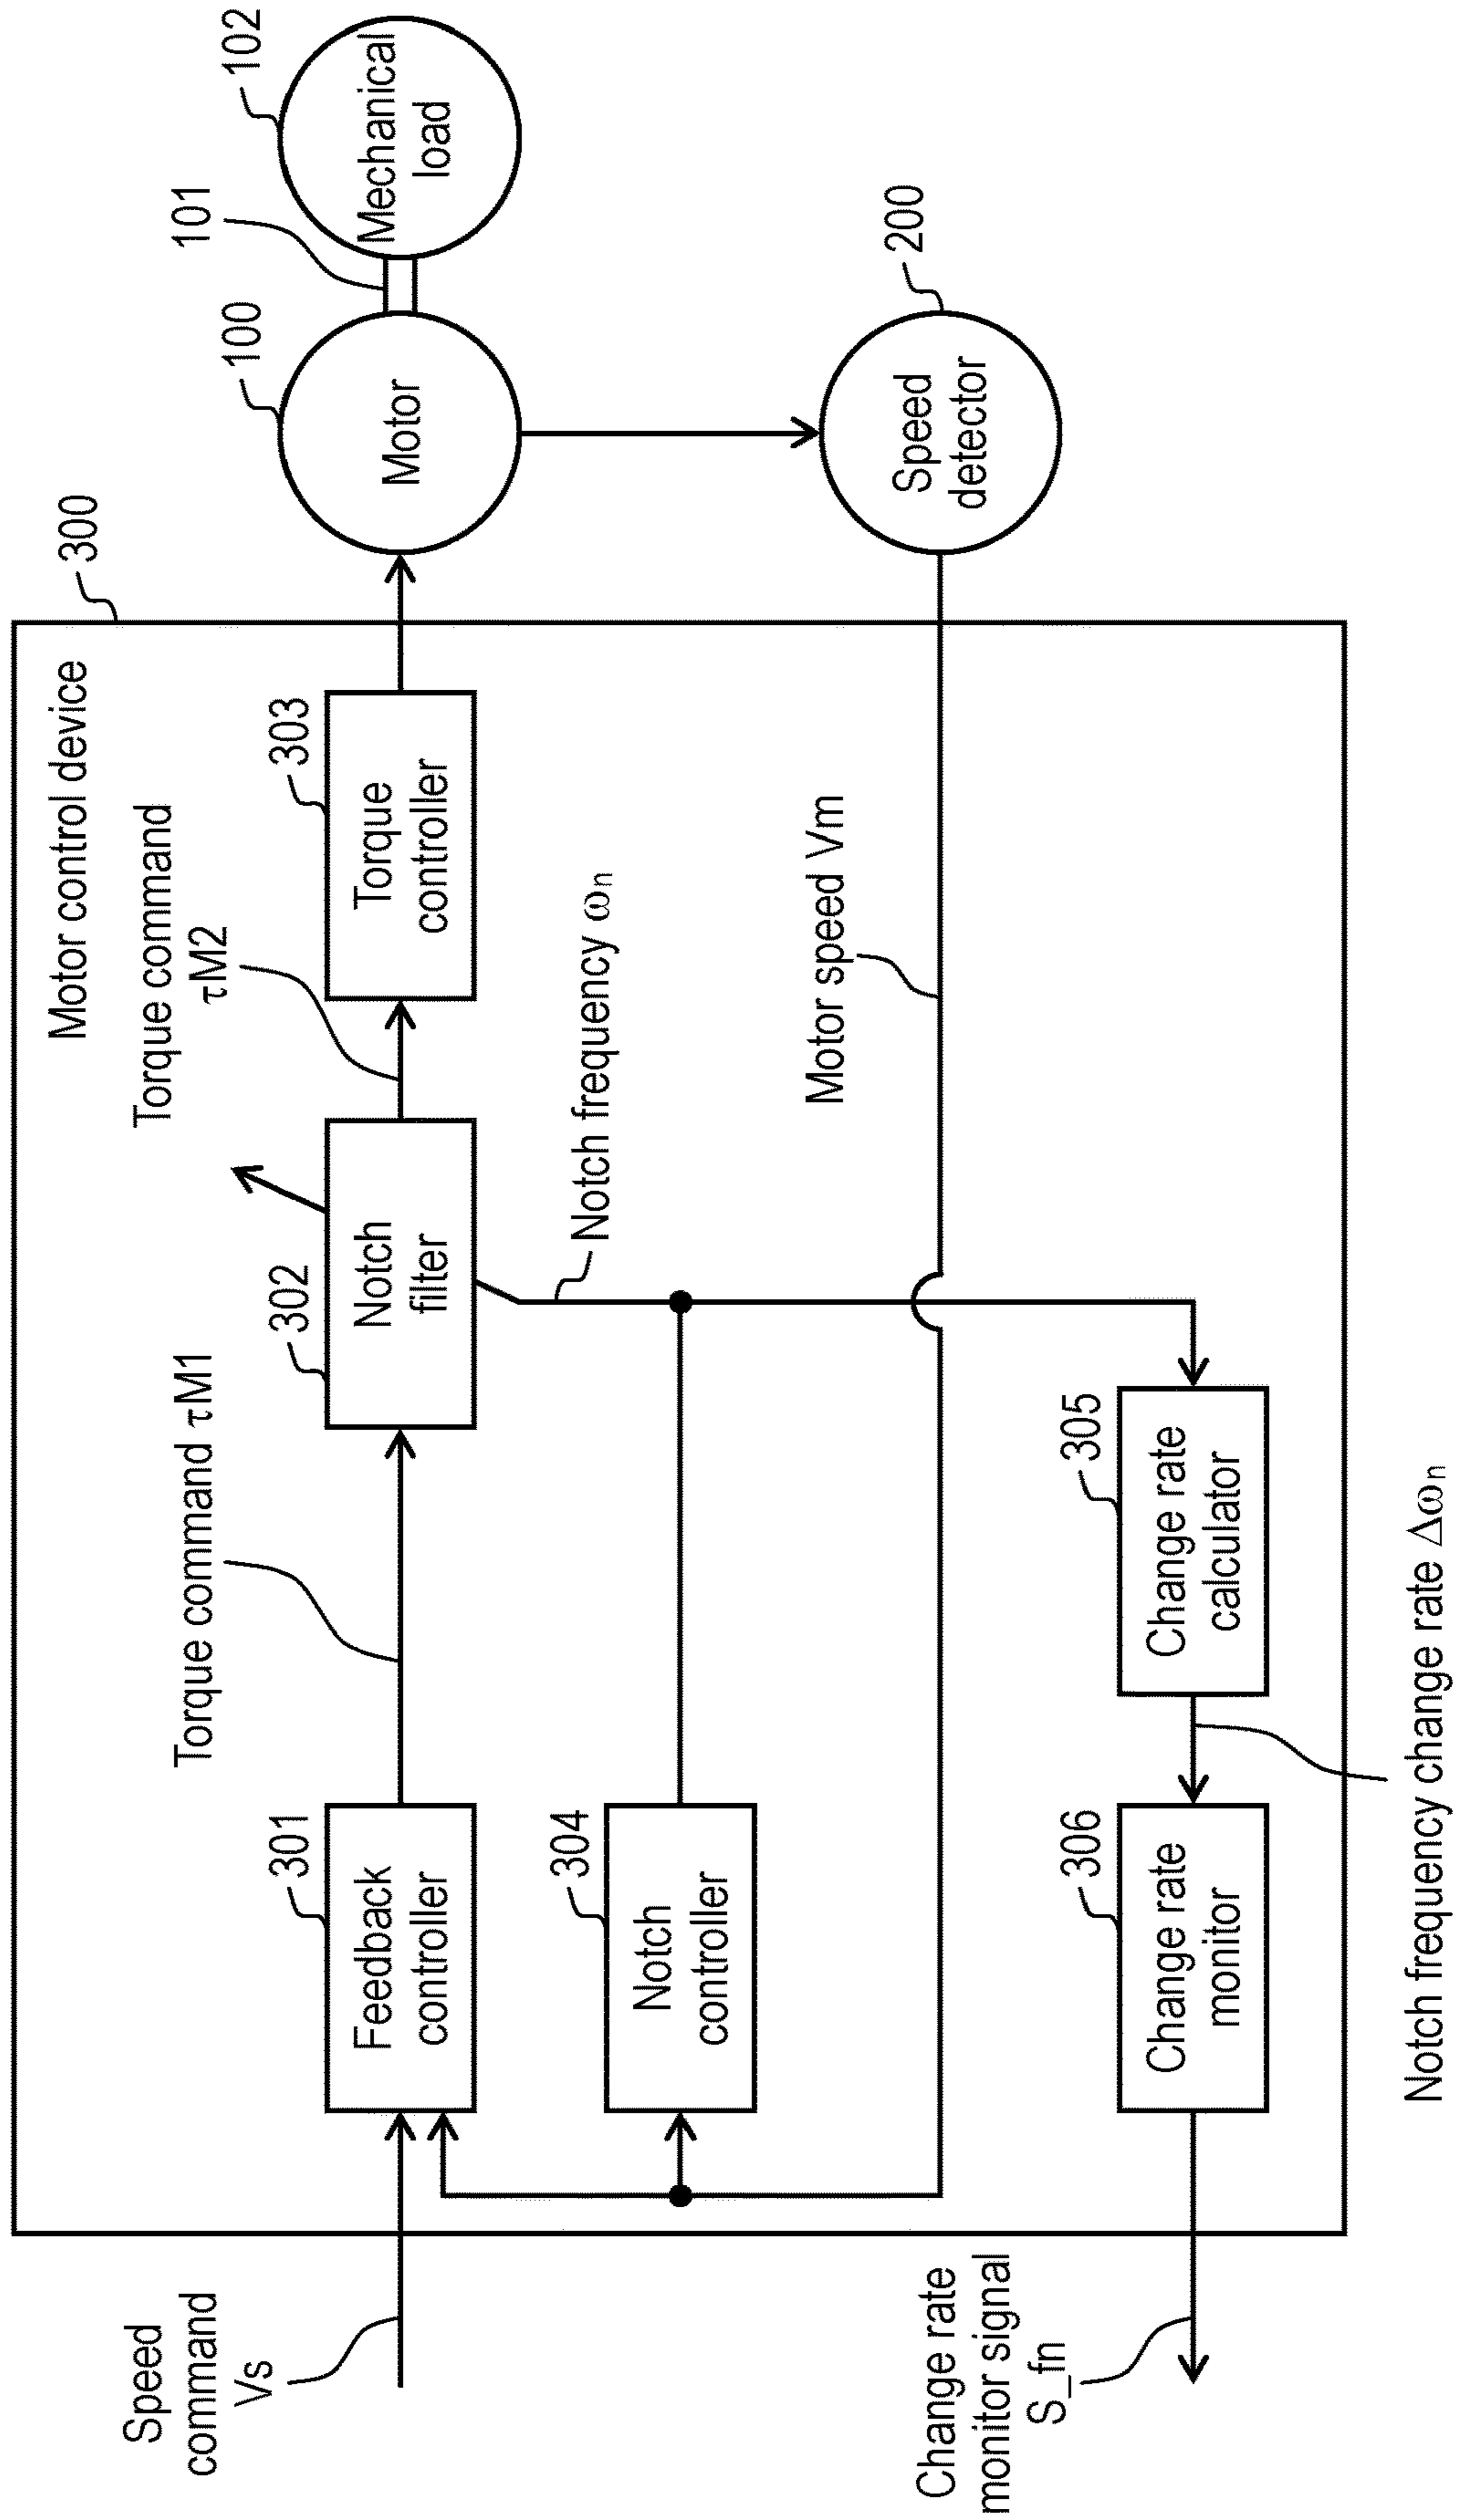 300
Motor control device
Speed
command
Vs
301
Feedback
controller
Torque command τM1
302
Notch
filter
Torque command
τM2
303
Torque
controller
100
Motor
101
102
Mechanical
load
304
Notch
controller
Notch frequency ωn
Motor speed Vm
200
Speed
detector
Change rate
monitor signal
S_fn
306
Change rate
monitor
305
Change rate
calculator
Notch frequency change rate Δωn